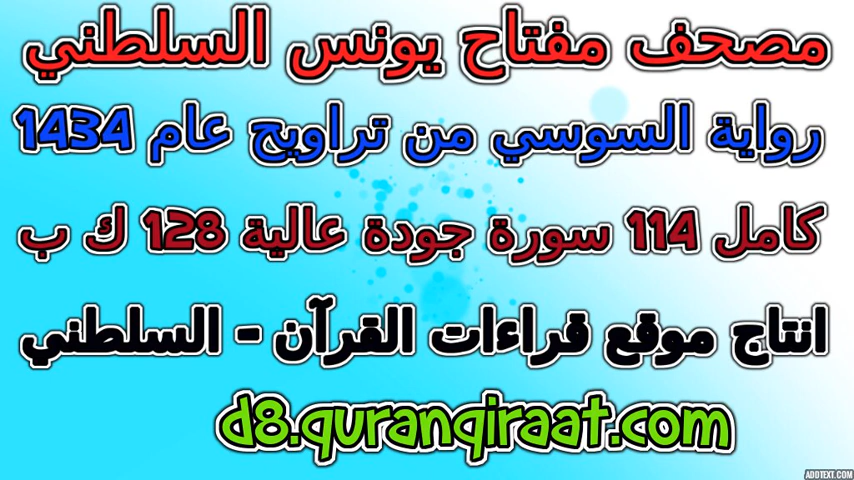 مصحف مفتاح يونس السلطني
رواية السوسي من تراويح عام 1434
كامل 114 سورة جودة عالية 128 ك ب
انتاج موقع قراءات القرآن - السلطني
d8.quranqiraat.com
ADDTEXT.COM